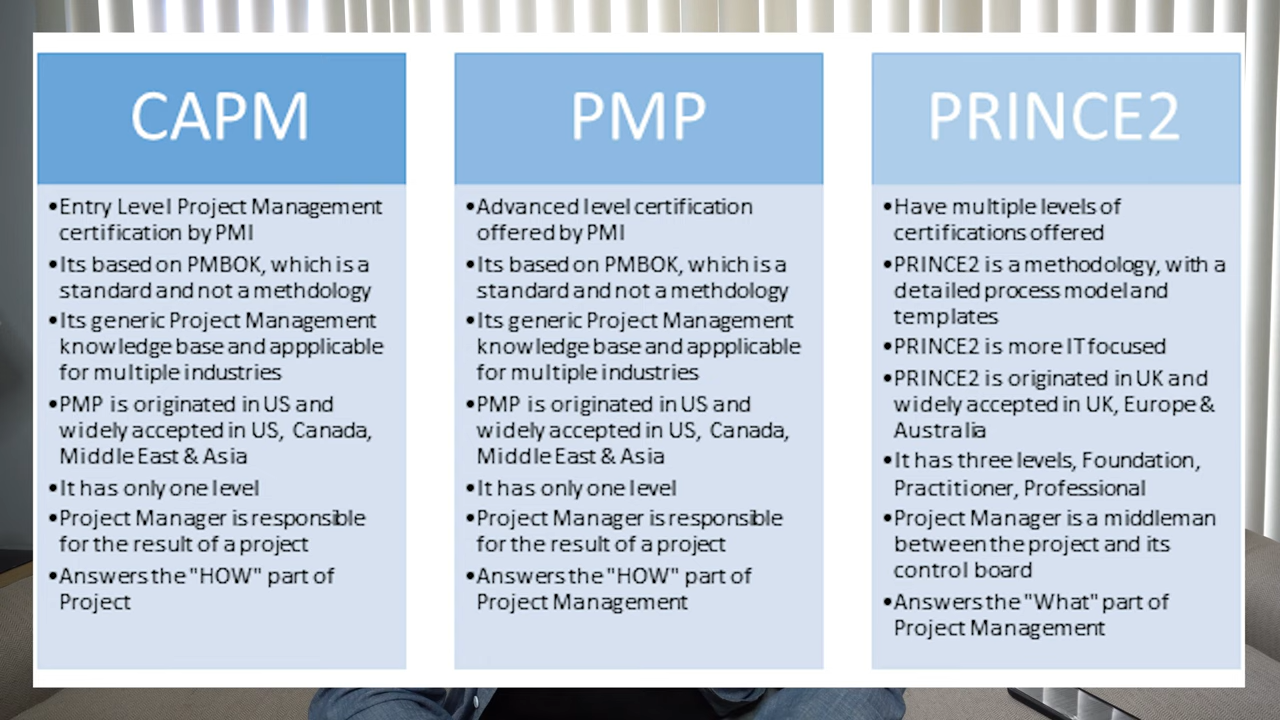 CAPM
•Entry Level Project Management
certification by PMI
•Its based on PMBOK, which is a
standard and not a methdology
•Its generic Project Management
knowledge base and appplicable
for multiple industries
•PMP is originated in US and
widely accepted in US, Canada,
Middle East & Asia
•It has only one level
•Project Manager is responsible
for the result of a project
•Answers the "HOW" part of
Project
PMP
•Advanced level certification
offered by PMI
•Its based on PMBOK, which is a
standard and not a methdology
•Its generic Project Management
knowledge base and appplicable
for multiple industries
•PMP is originated in US and
widely accepted in US, Canada,
Middle East & Asia
•It has only one level
•Project Manager is responsible
for the result of a project
•Answers the "HOW" part of
Project Management
PRINCE2
•Have multiple levels of
certifications offered
•PRINCE2 is a methodology, with a
detailed process model and
templates
•PRINCE2 is more IT focused
•PRINCE2 is originated in UK and
widely accepted in UK, Europe &
Australia
•It has three levels, Foundation,
Practitioner, Professional
•Project Manager is a middleman
between the project and its
control board
•Answers the "What" part of
Project Management